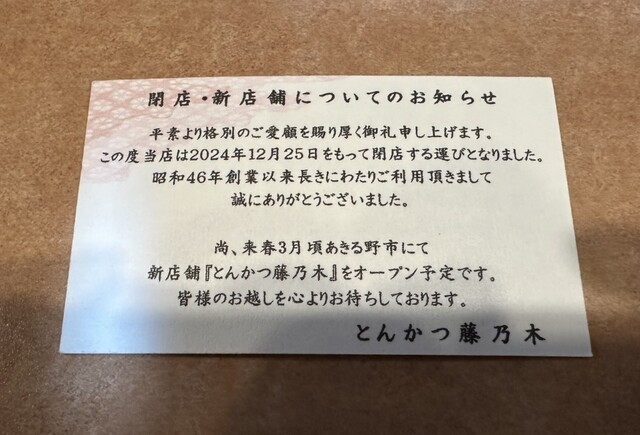 閉店・新店舗についてのお知らせ
平素より格別のご愛顧を賜り厚く御礼申し上げます。
この度当店は2024年12月25日をもって閉店する運びとなりました。
昭和46年創業以来長きにわたりご利用頂きまして
誠にありがとうございました。
尚、来春3月頃あきる野市にて
新店舗『とんかつ藤乃木』をオープン予定です。
皆様のお越しを心よりお待ちしております。
とんかつ藤乃木